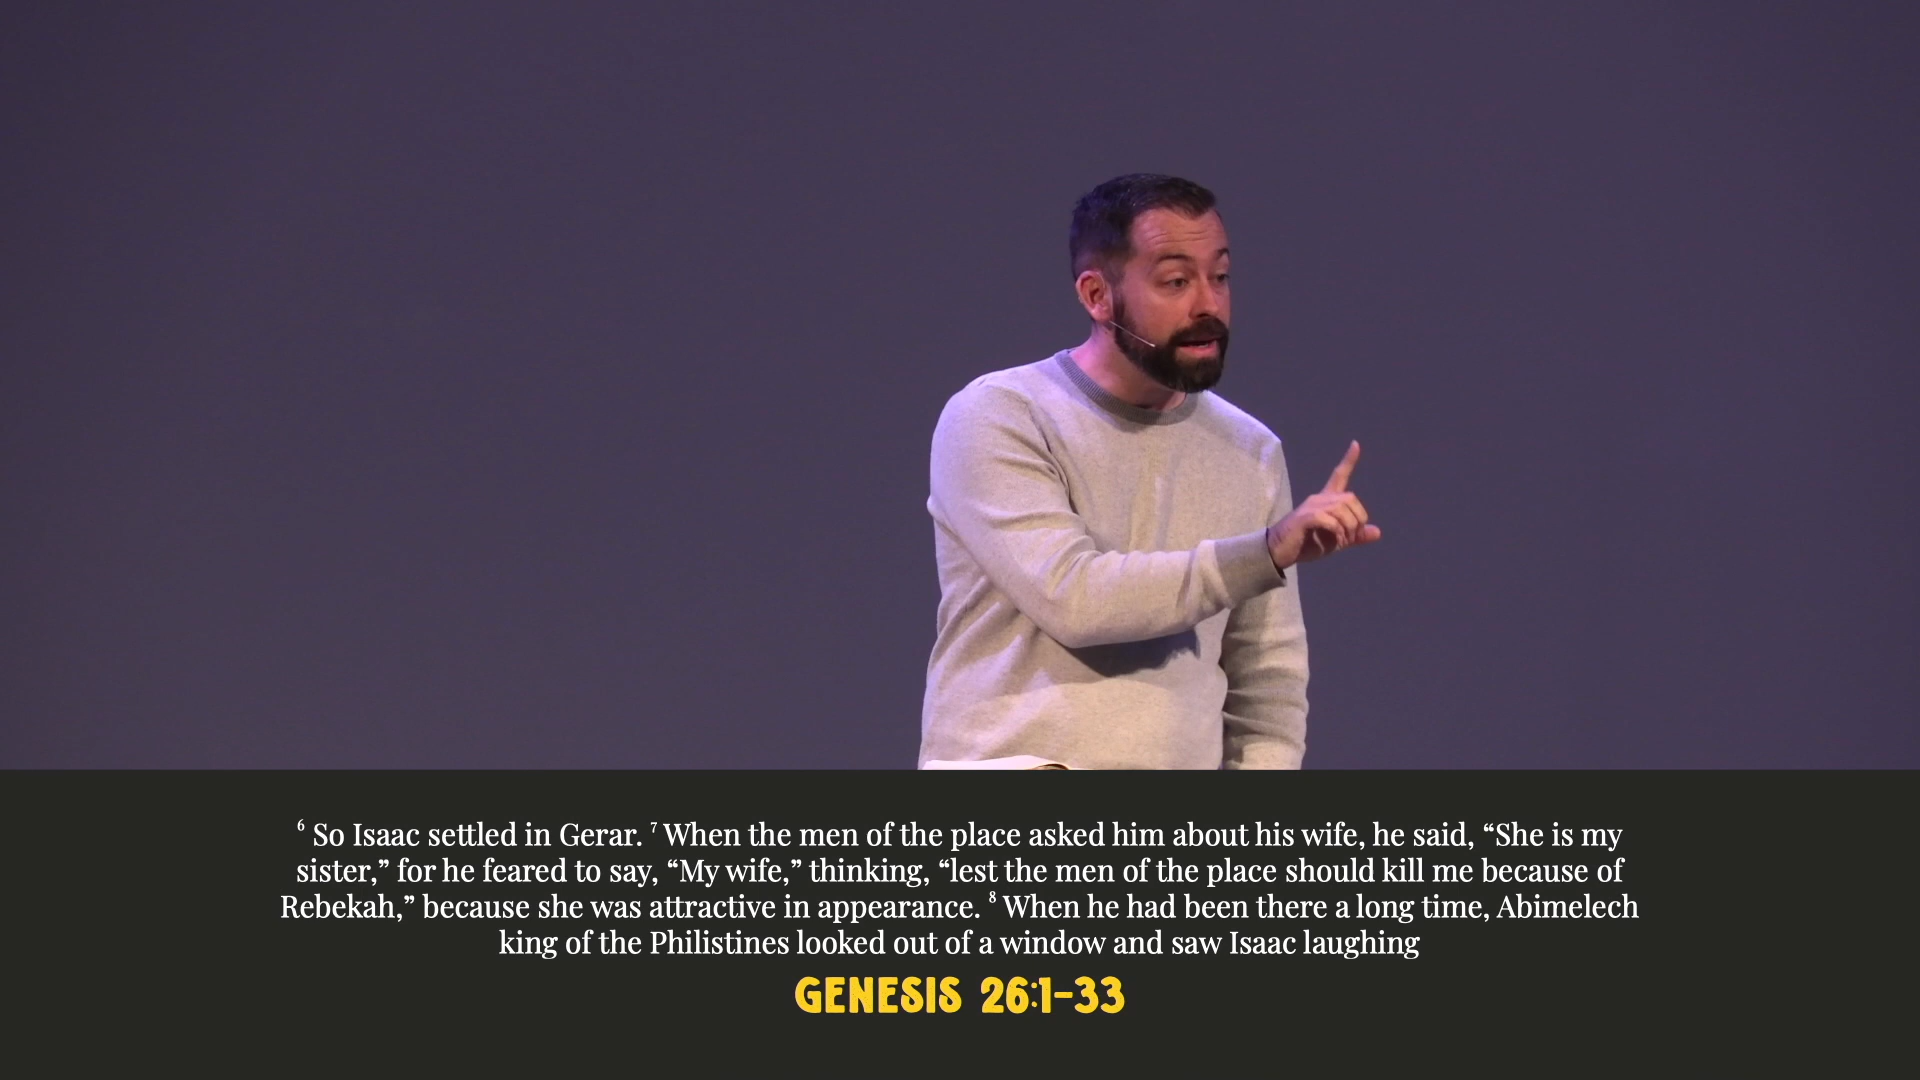 ⁶ So Isaac settled in Gerar. ⁷ When the men of the place asked him about his wife, he said, “She is my
sister,” for he feared to say, “My wife,” thinking, “lest the men of the place should kill me because of
Rebekah,” because she was attractive in appearance. ⁸ When he had been there a long time, Abimelech
king of the Philistines looked out of a window and saw Isaac laughing
GENESIS 26:1-33